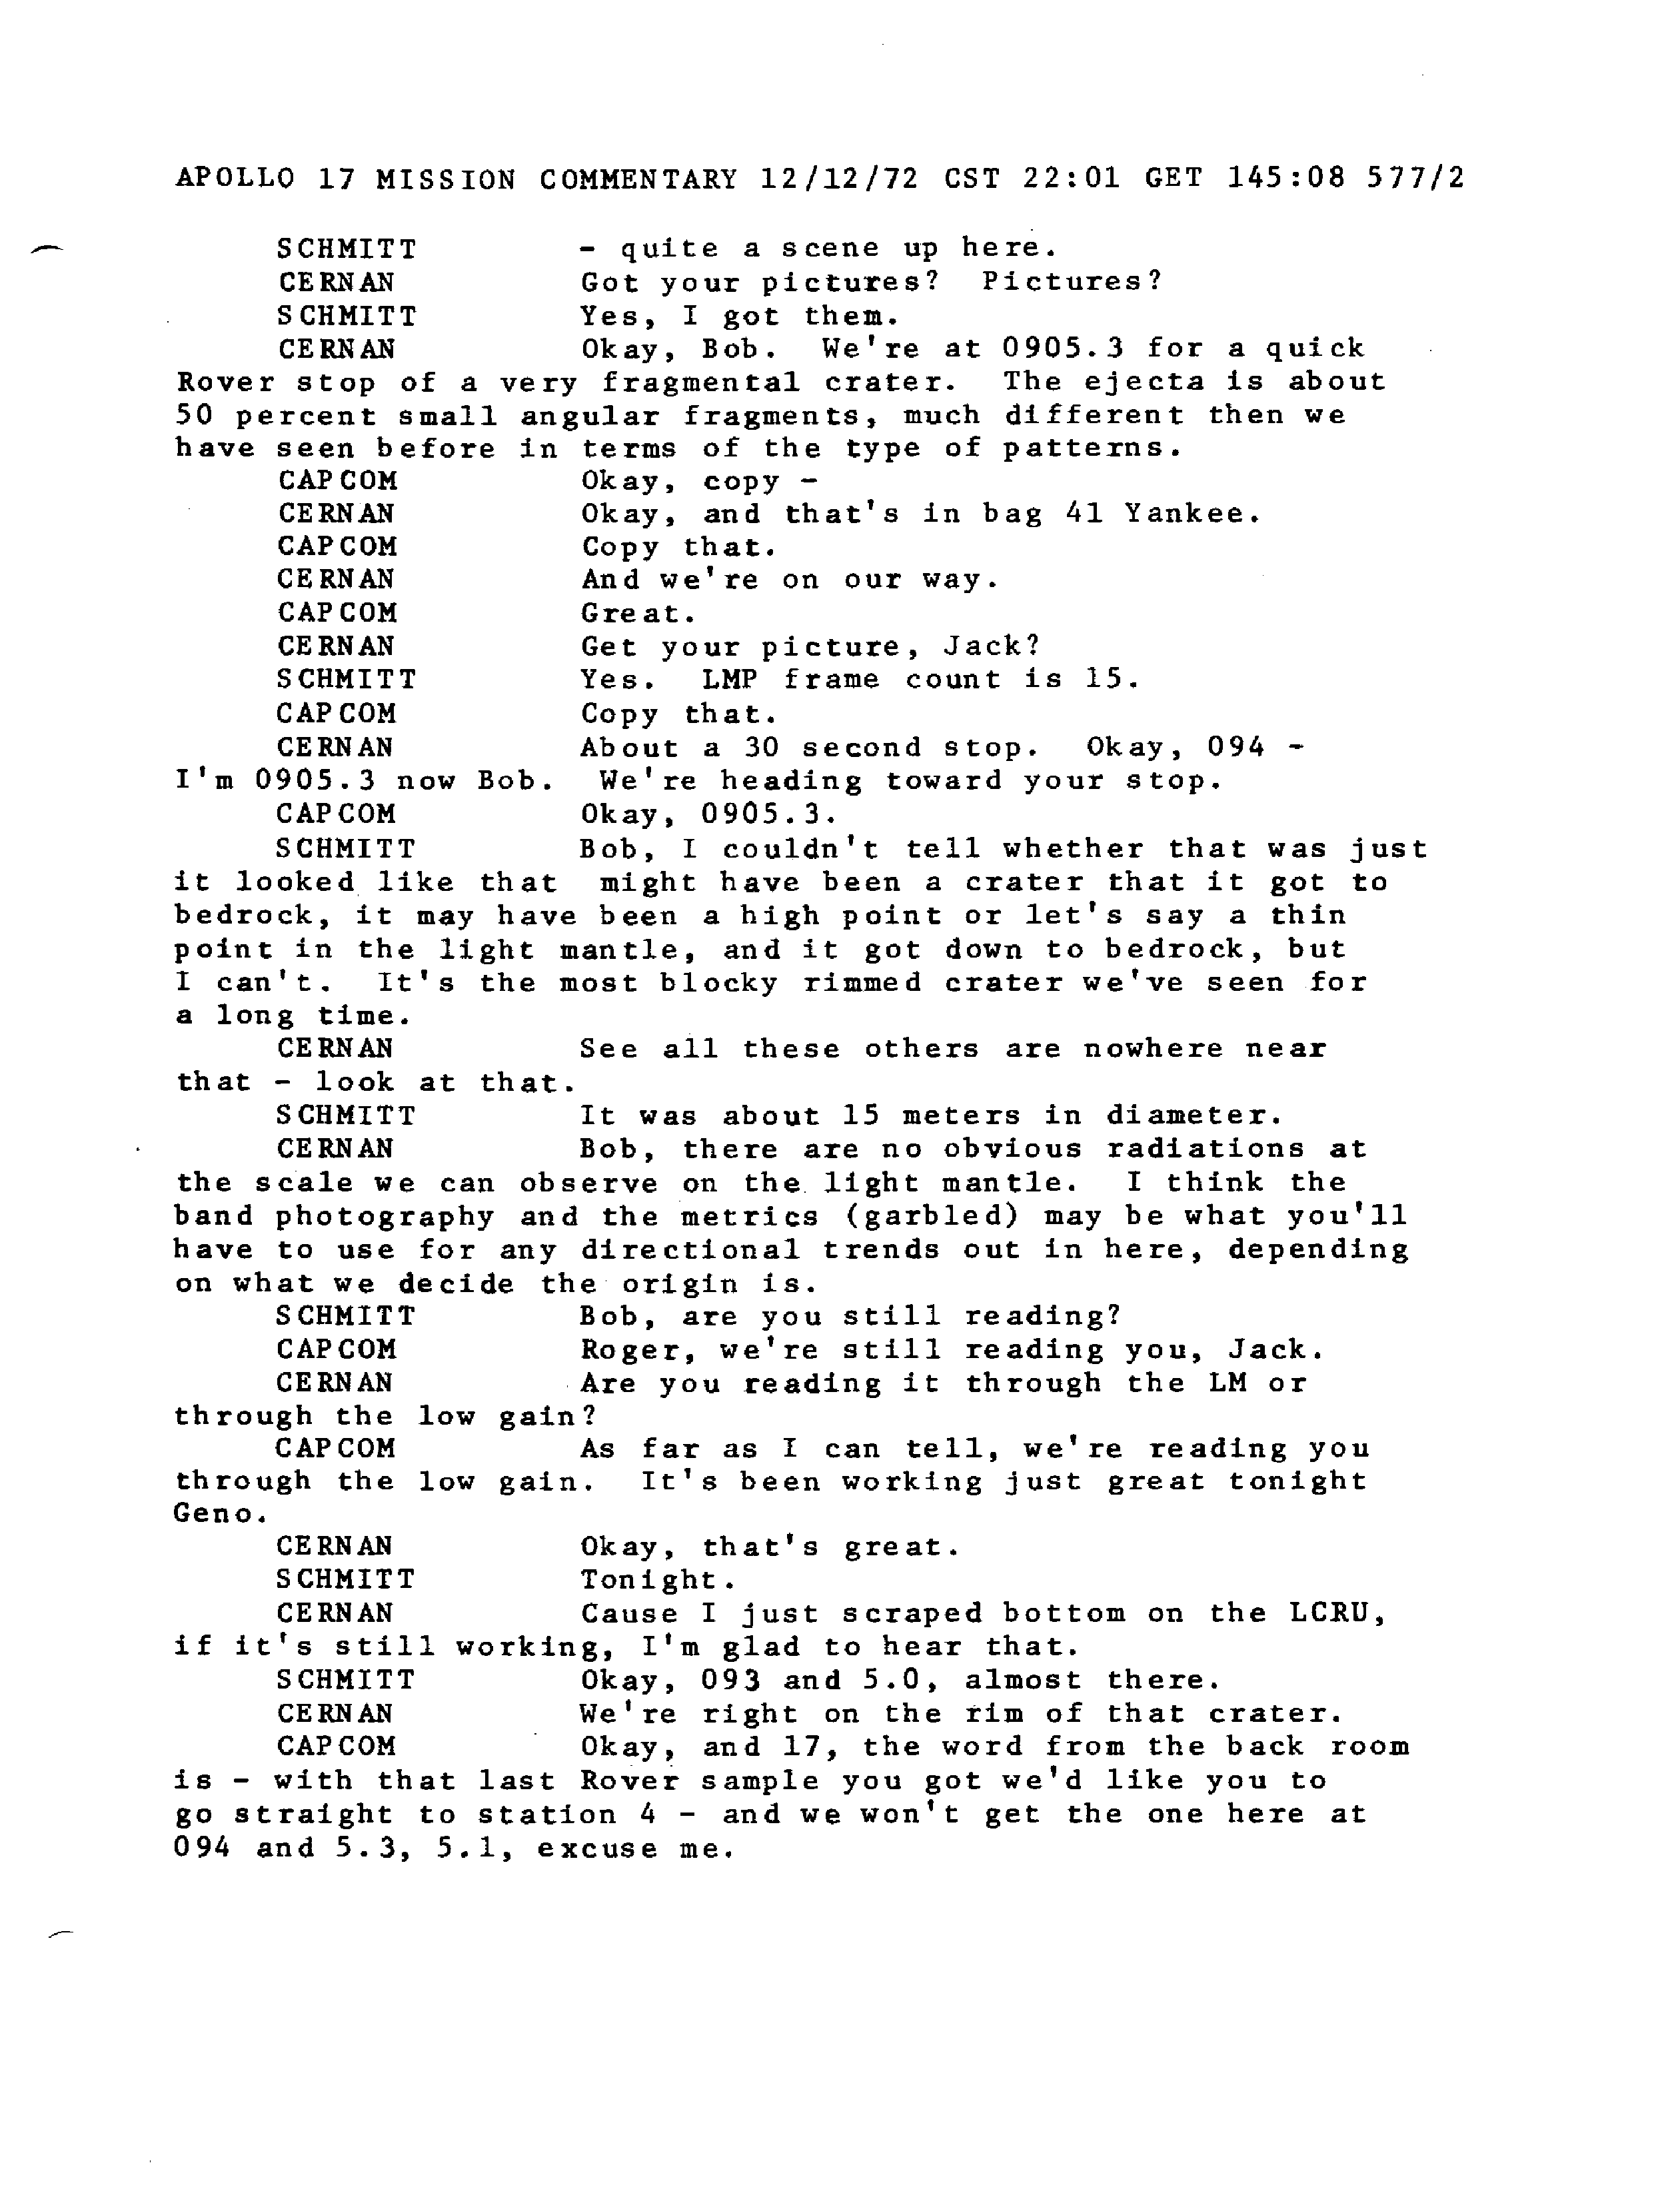 APOLLO 17 MISSION COMMENTARY 12/12/72 CST 22:01 GET 145:08 577/2
SCHMITT - quite a scene up here.
CERNAN Got your pictures? Pictures?
SCHMITT Yes, I got them.
CERNAN Okay, Bob. We're at 0905.3 for a quick
Rover stop of a very fragmental crater. The ejecta is about
50 percent small angular fragments, much different then we
have seen before in terms of the type of patterns.
CAPCOM Okay, copy -
CERNAN Okay, and that's in bag 41 Yankee.
CAPCOM Copy that.
CERNAN And we're on our way.
CAPCOM Great.
CERNAN Get your picture, Jack?
SCHMITT Yes. LMP frame count is 15.
CAPCOM Copy that.
CERNAN About a 30 second stop. Okay, 094 -
I'm 0905.3 now Bob. We're heading toward your stop.
CAPCOM Okay, 0905.3.
SCHMITT Bob, I couldn't tell whether that was just
it looked like that might have been a crater that it got to
bedrock, it may have been a high point or let's say a thin
point in the light mantle, and it got down to bedrock, but
I can't. It's the most blocky rimmed crater we've seen for
a long time.
CERNAN See all these others are nowhere near
that - look at that.
SCHMITT It was about 15 meters in diameter.
CERNAN Bob, there are no obvious radiations at
the scale we can observe on the light mantle. I think the
band photography and the metrics (garbled) may be what you'll
have to use for any directional trends out in here, depending
on what we decide the origin is.
SCHMITT Bob, are you still reading?
CAPCOM Roger, we're still reading you, Jack.
CERNAN Are you reading it through the LM or
through the low gain?
CAPCOM As far as I can tell, we're reading you
through the low gain. It's been working just great tonight
Geno.
CERNAN Okay, that's great.
SCHMITT Tonight.
CERNAN Cause I just scraped bottom on the LCRU,
if it's still working, I'm glad to hear that.
SCHMITT Okay, 093 and 5.0, almost there.
CERNAN We're right on the rim of that crater.
CAPCOM Okay, and 17, the word from the back room
is - with that last Rover sample you got we'd like you to
go straight to station 4 - and we won't get the one here at
094 and 5.3, 5.1, excuse me.